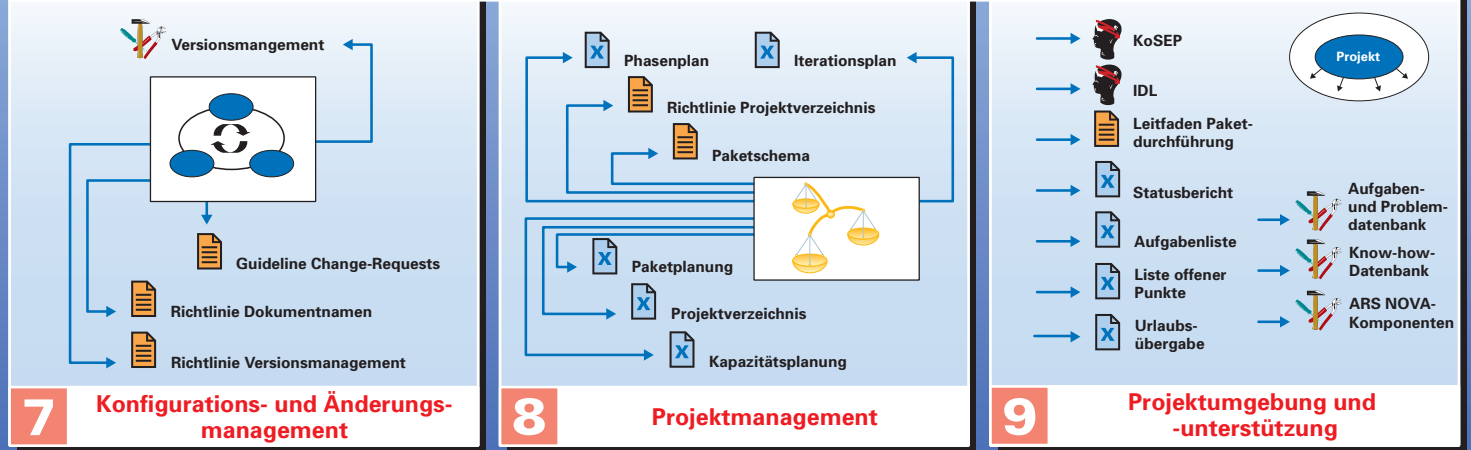 Versionsmangement
Guideline Change-Requests
Richtlinie Dokumentnamen
Richtlinie Versionsmanagement
7
Konfigurations- und Änderungs-
management
X
Phasenplan
X
Iterationsplan
Richtlinie Projektverzeichnis
Paketschema
X
Paketplanung
X
Projektverzeichnis
X
Kapazitätsplanung
8
Projektmanagement
KoSEP
IDL
Leitfaden Paket-
durchführung
X
Statusbericht
X
Aufgabenliste
X
Liste offener
Punkte
X
Urlaubs-
übergabe
Projekt
Aufgaben-
und Problem-
datenbank
Know-how-
Datenbank
ARS NOVA-
Komponenten
9
Projektumgebung und
-unterstützung